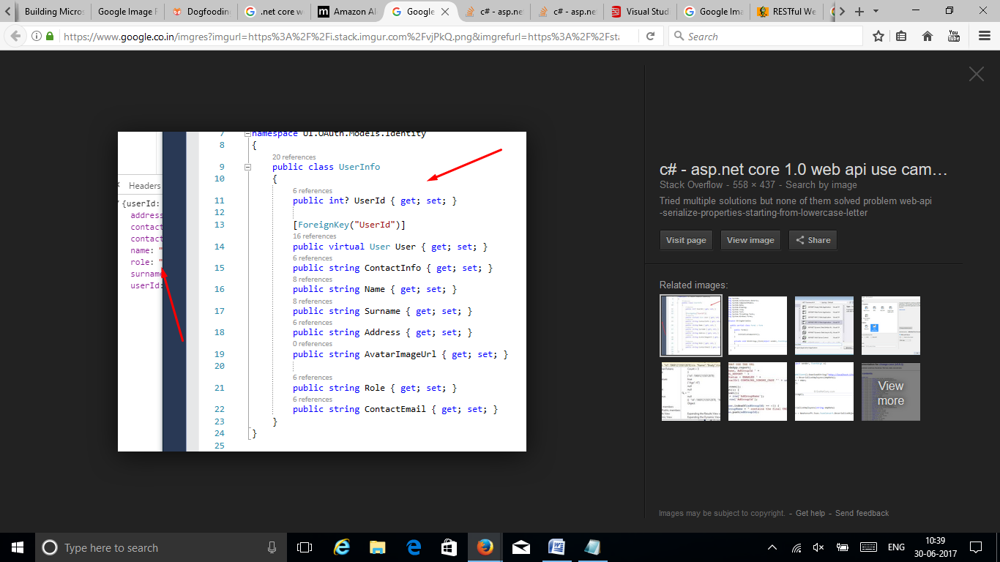 Building Micros
Google Image R
Dogfooding
.net core w
Amazon AP
Google
c# - asp.net
c# - asp.net
Visual Studi
Google Ima
RESTful We
https://www.google.co.in/imgres?imgurl=https%3A%2F%2Fi.stack.imgur.com%2FvjPkQ.png&imgrefurl=https%3A%2F%2Fsta
Search
You
Tube
7 namespace UI.OAuth.Models.Identity
8 {
20 references
9 public class UserInfo
10 {
6 references
11 public int? UserId { get; set; }
12
13 [ForeignKey("UserId")]
16 references
14 public virtual User User { get; set; }
6 references
15 public string ContactInfo { get; set; }
8 references
16 public string Name { get; set; }
8 references
17 public string Surname { get; set; }
6 references
18 public string Address { get; set; }
0 references
19 public string AvatarImageUrl { get; set; }
20
6 references
21 public string Role { get; set; }
6 references
22 public string ContactEmail { get; set; }
23 }
24 }
25
Headers
{userId:
address
contact
contact
name: "
role: "
surname
userId:
c# - asp.net core 1.0 web api use cam…
Stack Overflow - 558 × 437 - Search by image
Tried multiple solutions but none of them solved problem web-api
-serialize-properties-starting-from-lowercase-letter
Visit page
View image
Share
Related images:
View
more
Images may be subject to copyright. - Get help - Send feedback
Type here to search
ENG
10:39
30-06-2017